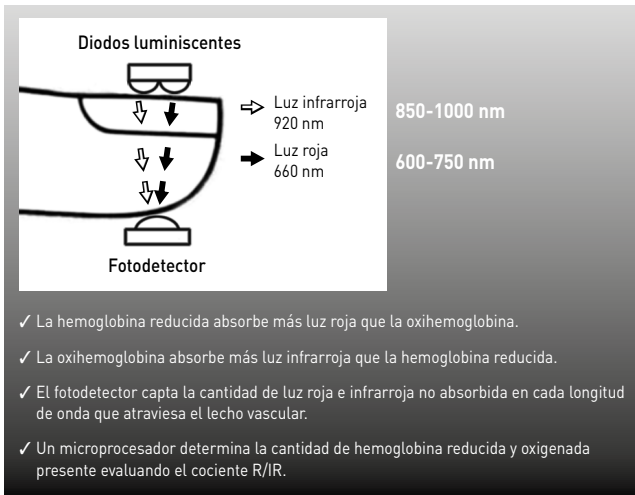 Diodos luminiscentes
Luz infrarroja
920 nm
850-1000 nm
Luz roja
660 nm
600-750 nm
Fotodetector
✓ La hemoglobina reducida absorbe más luz roja que la oxihemoglobina.
✓ La oxihemoglobina absorbe más luz infrarroja que la hemoglobina reducida.
✓ El fotodetector capta la cantidad de luz roja e infrarroja no absorbida en cada longitud
de onda que atraviesa el lecho vascular.
✓ Un microprocesador determina la cantidad de hemoglobina reducida y oxigenada
presente evaluando el cociente R/IR.